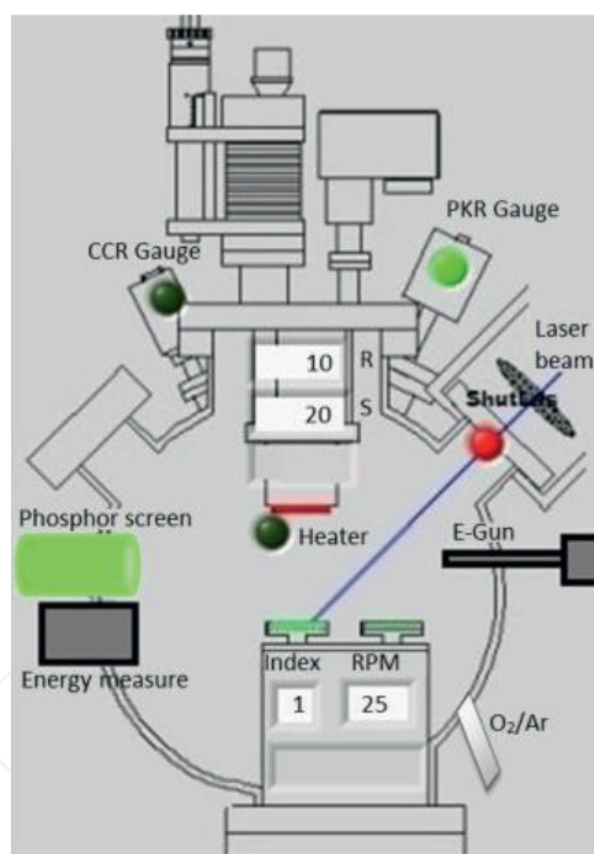 PKR Gauge
CCR Gauge
Laser
beam
10 R
20 S
Phosphor screen
Heater
E-Gun
Energy measure
Index RPM
1 25
O₂/Ar